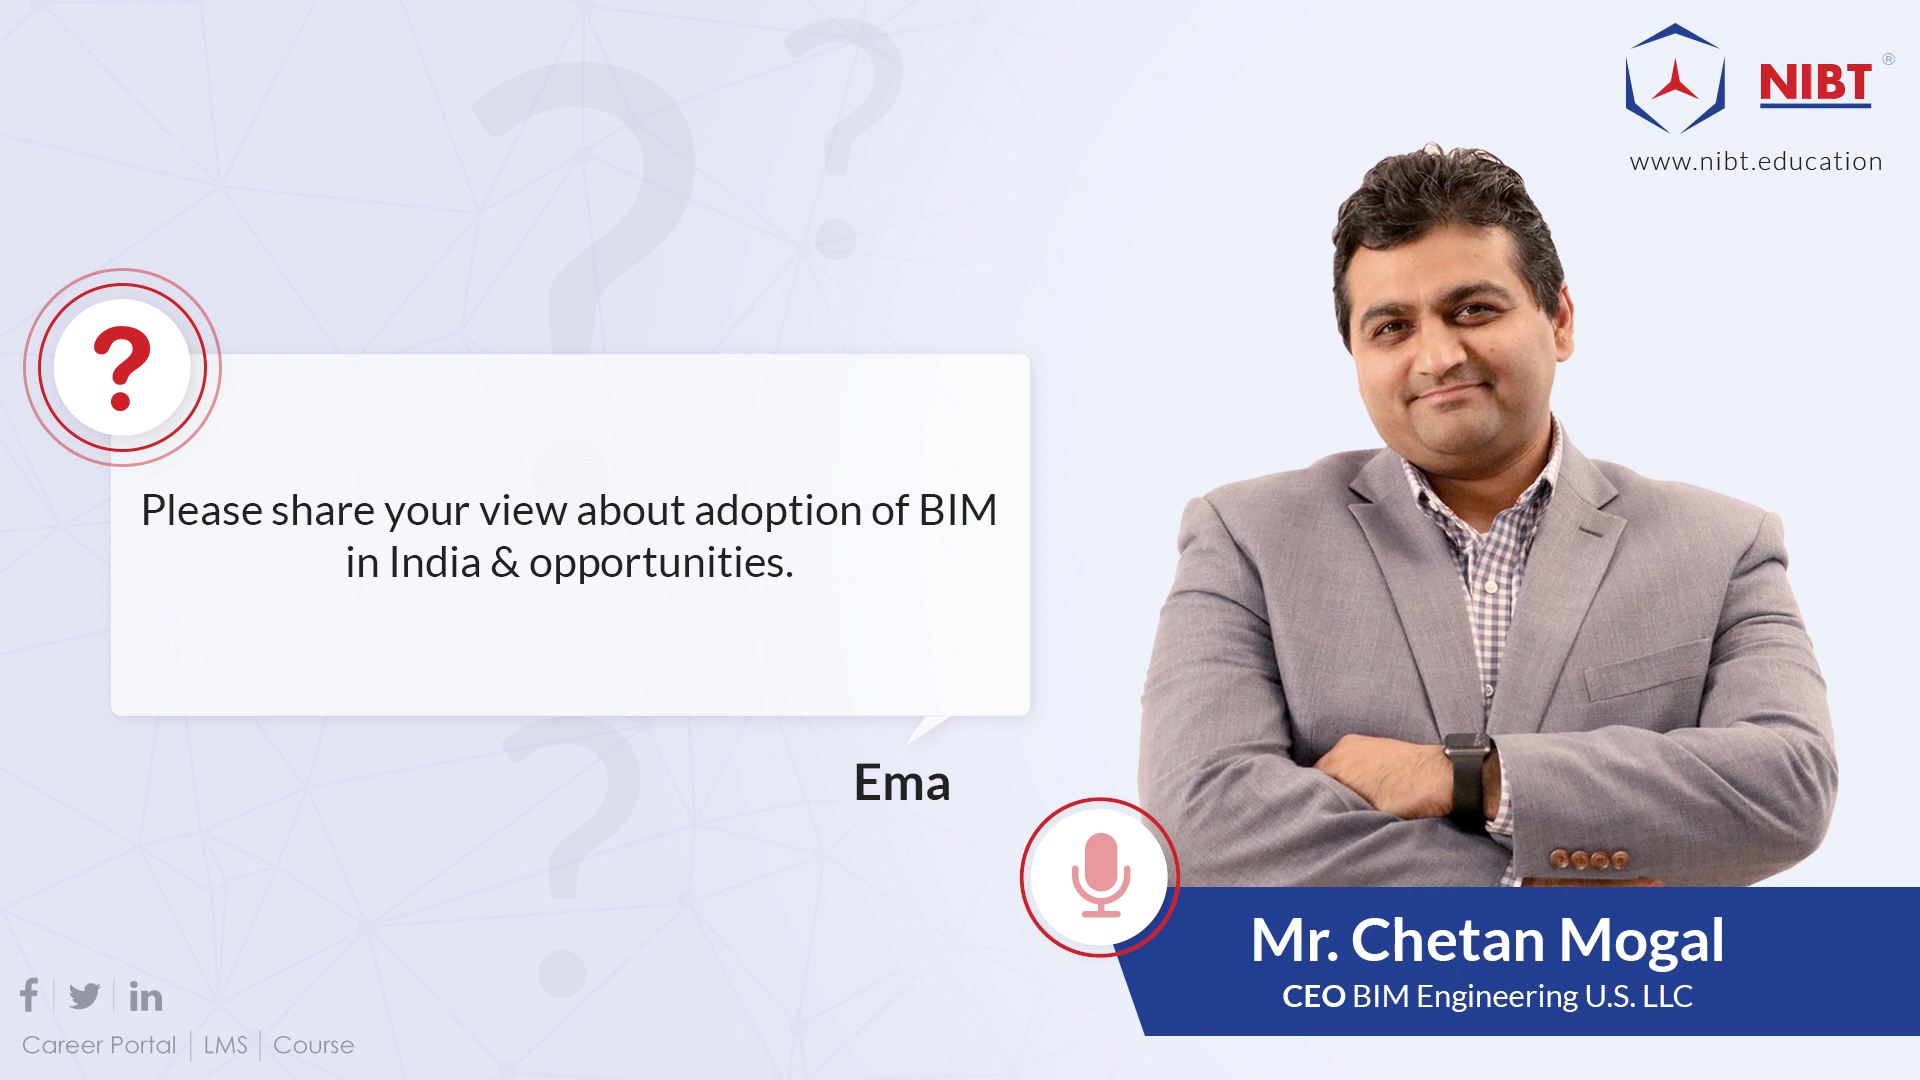 NIBT ®
www.nibt.education
?
Please share your view about adoption of BIM
in India & opportunities.
Ema
Mr. Chetan Mogal
CEO BIM Engineering U.S. LLC
Career Portal | LMS | Course